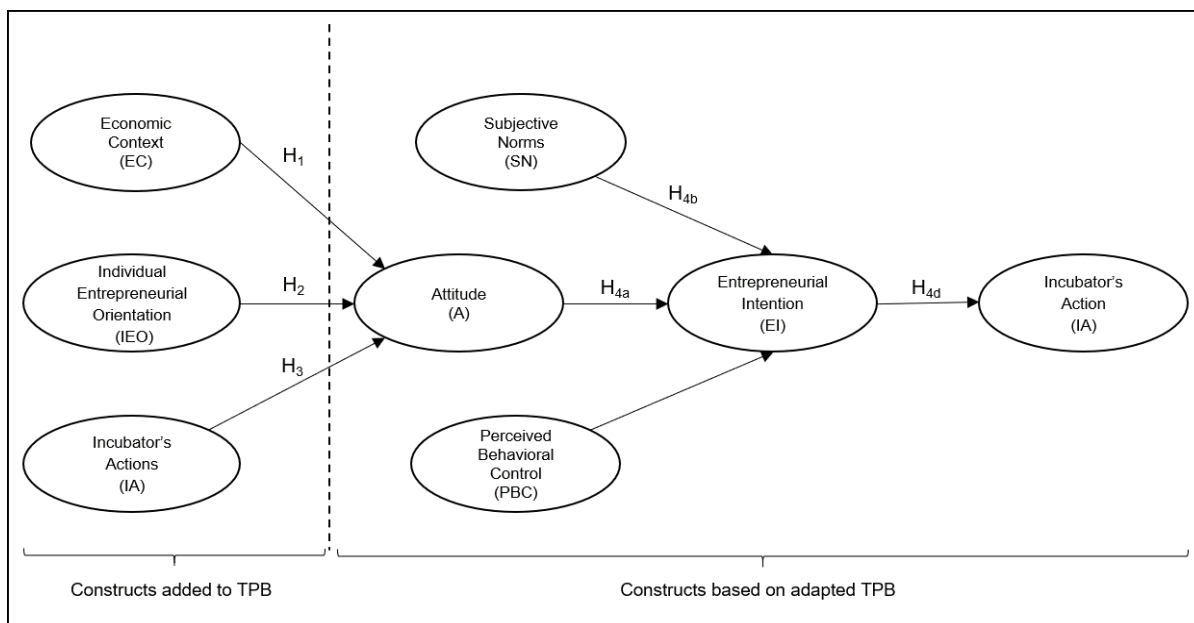 Economic
Context
(EC)
Subjective
Norms
(SN)
H1
H4b
Individual
Entrepreneurial
Orientation
(IEO)
H2
Attitude
(A)
H4a
Entrepreneurial
Intention
(EI)
H4d
Incubator's
Action
(IA)
H3
Incubator's
Actions
(IA)
Perceived
Behavioral
Control
(PBC)
Constructs added to TPB
Constructs based on adapted TPB